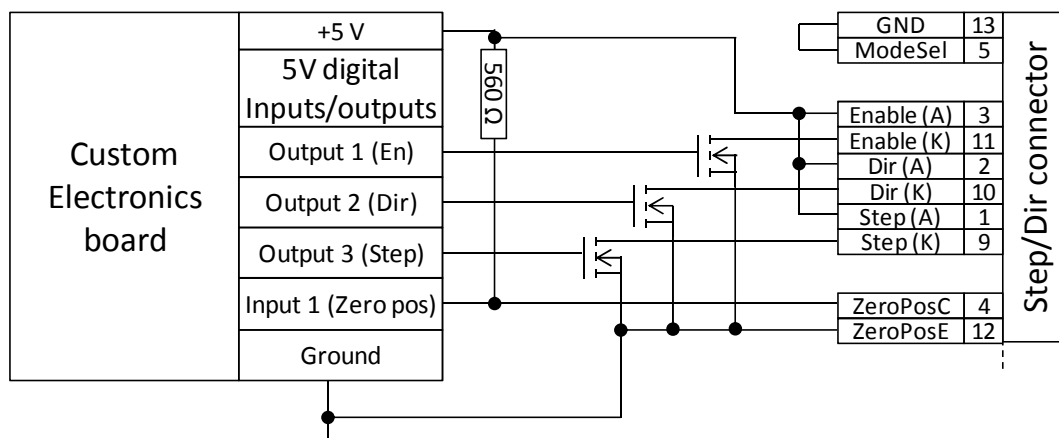 Custom
Electronics
board
+5 V
5V digital
Inputs/outputs
Output 1 (En)
Output 2 (Dir)
Output 3 (Step)
Input 1 (Zero pos)
Ground
560 Ω
GND 13
ModeSel 5
Enable (A) 3
Enable (K) 11
Dir (A) 2
Dir (K) 10
Step (A) 1
Step (K) 9
ZeroPosC 4
ZeroPosE 12
Step/Dir connector